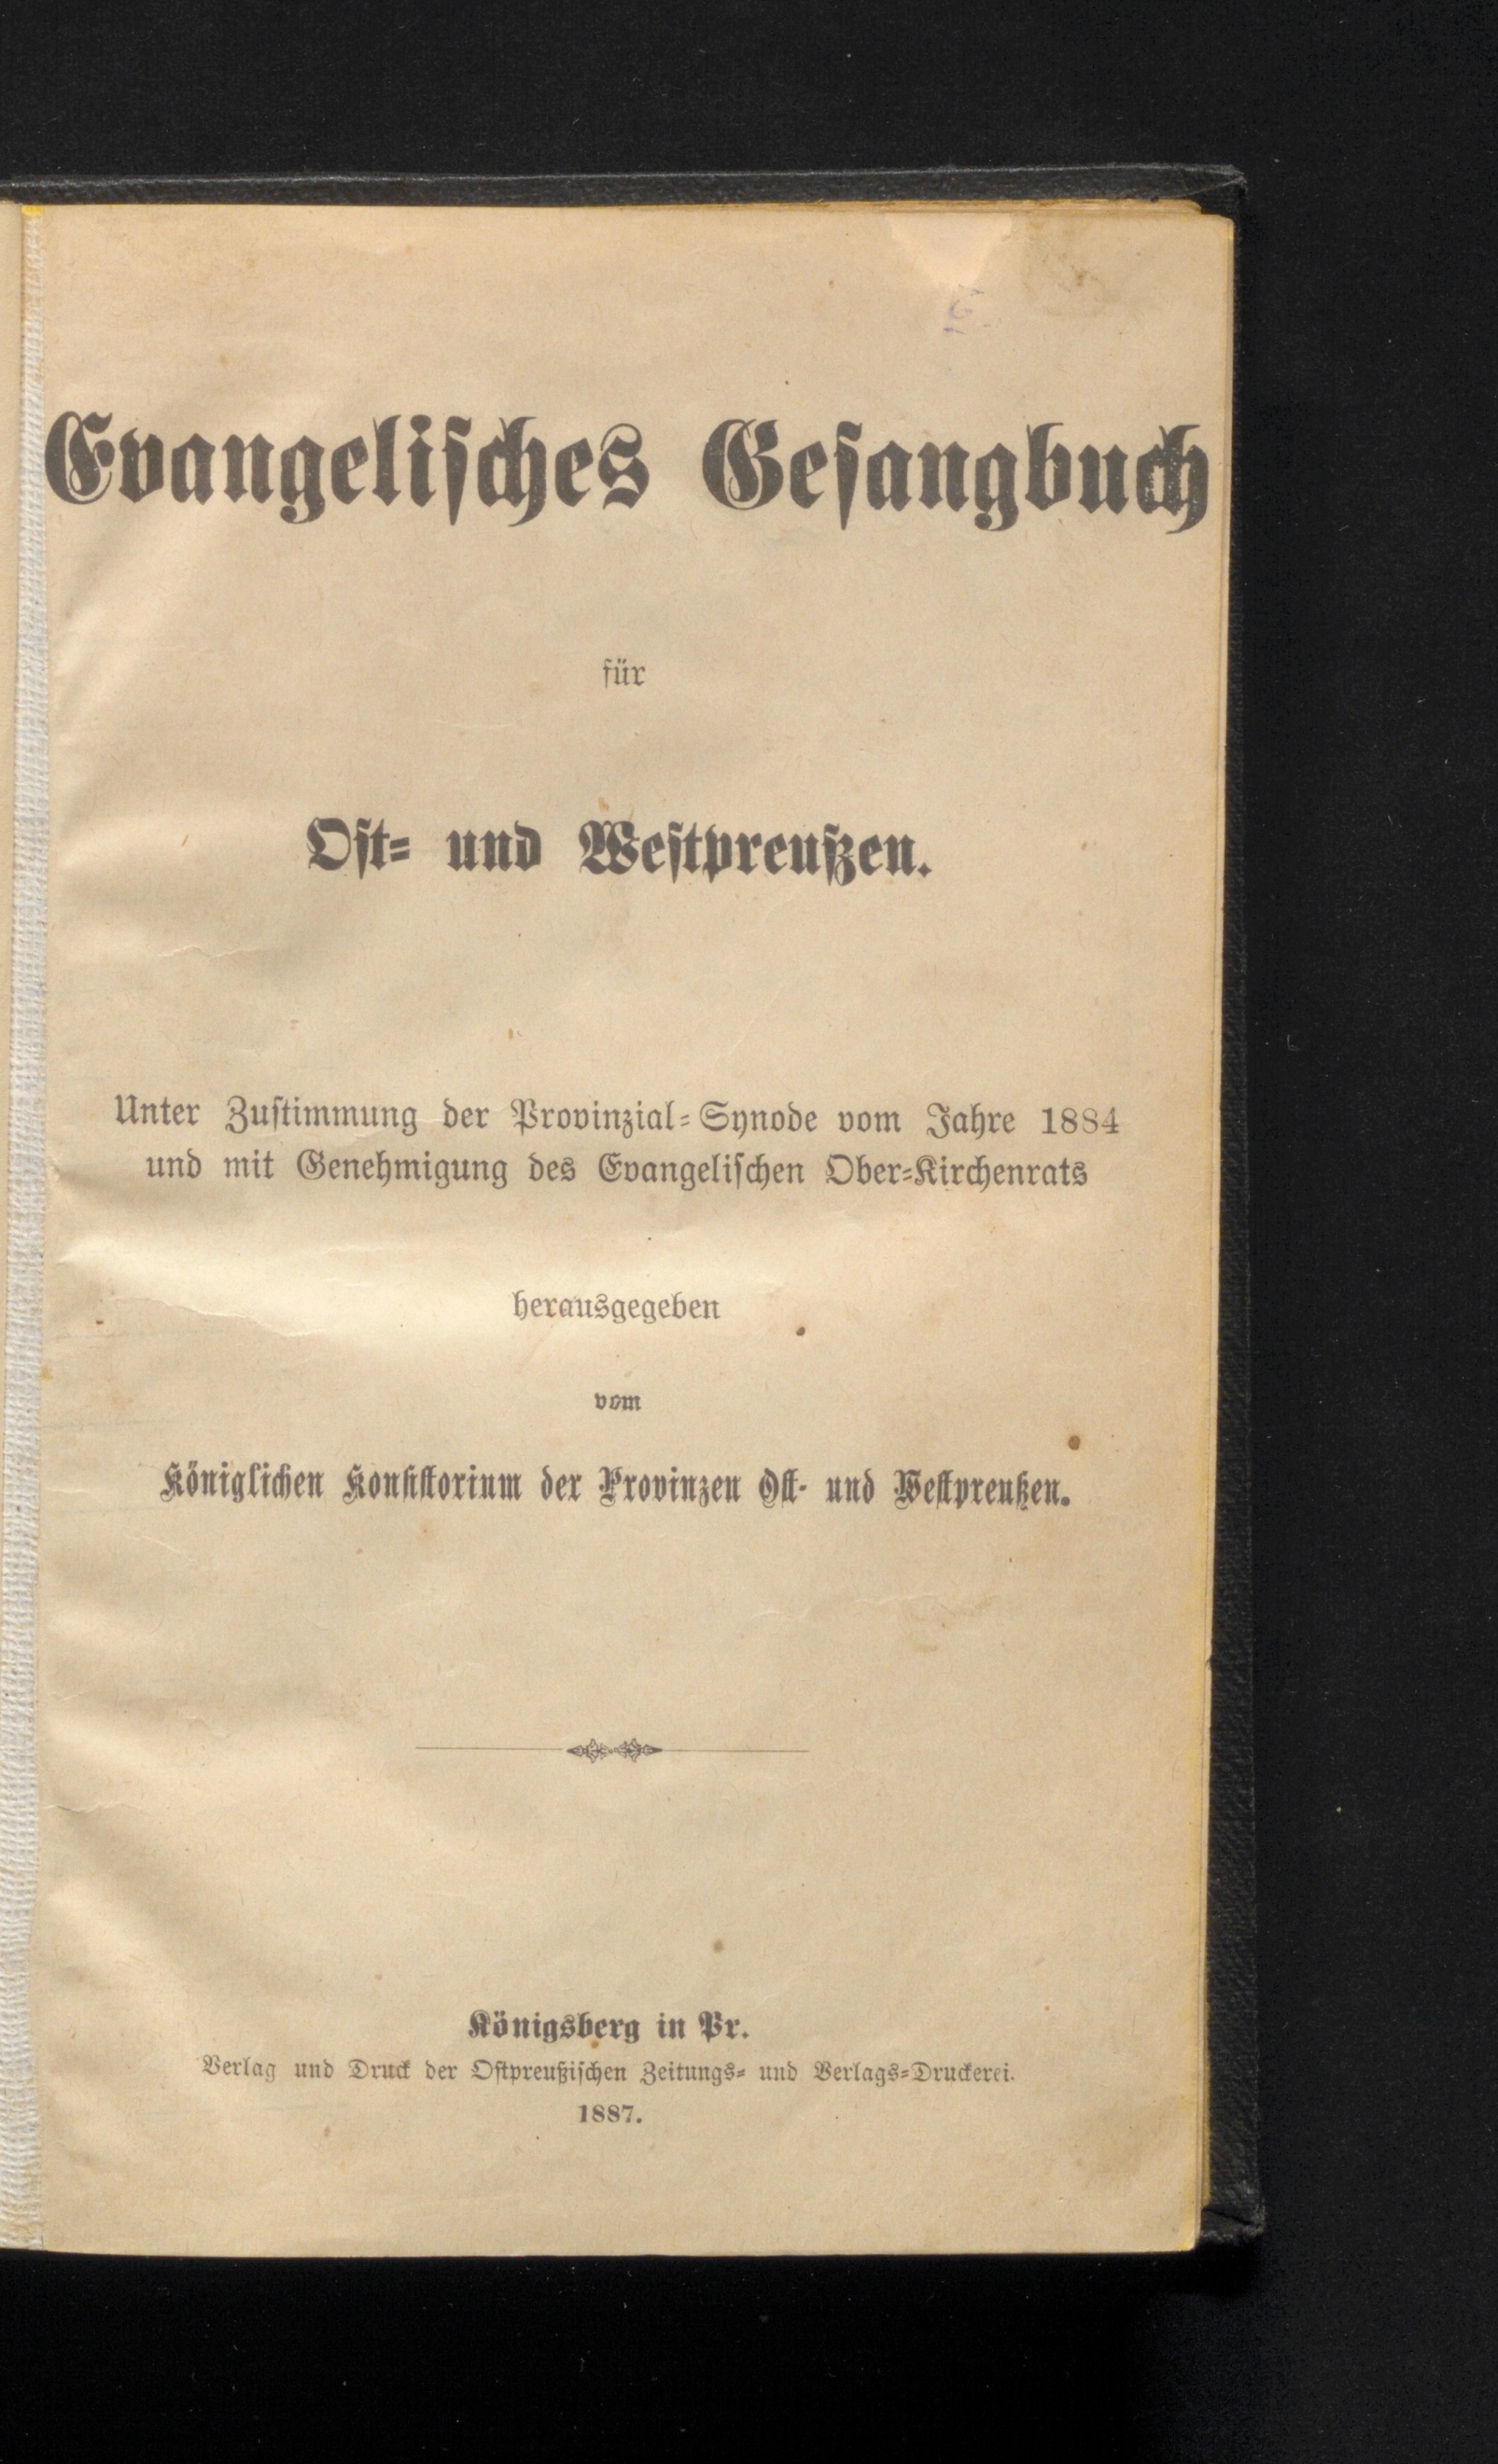 Evangelisches Gesangbuch
für
Ost- und Westpreußen.
Unter Zustimmung der Provinzial-Synode vom Jahre 1884
und mit Genehmigung des Evangelischen Ober-Kirchenrats
herausgegeben
vom
Königlichen Konsistorium der Provinzen Ost- und Westpreußen.
Königsberg in Pr.
Verlag und Druck der Ostpreußischen Zeitungs- und Verlags-Druckerei.
1887.